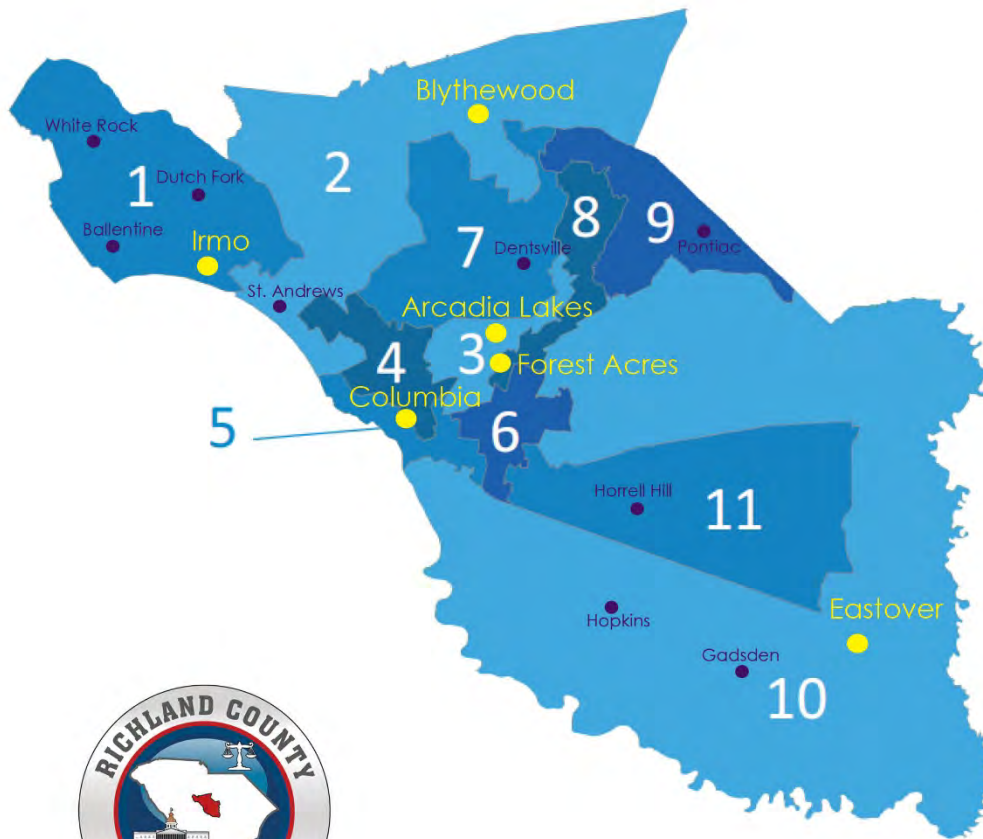 Blythewood
White Rock
1
Dutch Fork
2
8
9
Pontiac
Ballentine
Irmo
7
Dentsville
St. Andrews
Arcadia Lakes
4
3
Forest Acres
Columbia
5
6
Horrell Hill
11
Hopkins
Eastover
Gadsden
10
RICHLAND COUNTY